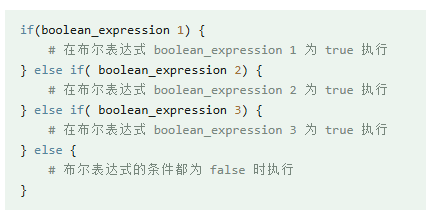 if(boolean_expression 1) {
# 在布尔表达式 boolean_expression 1 为 true 执行
} else if( boolean_expression 2) {
# 在布尔表达式 boolean_expression 2 为 true 执行
} else if( boolean_expression 3) {
# 在布尔表达式 boolean_expression 3 为 true 执行
} else {
# 布尔表达式的条件都为 false 时执行
}